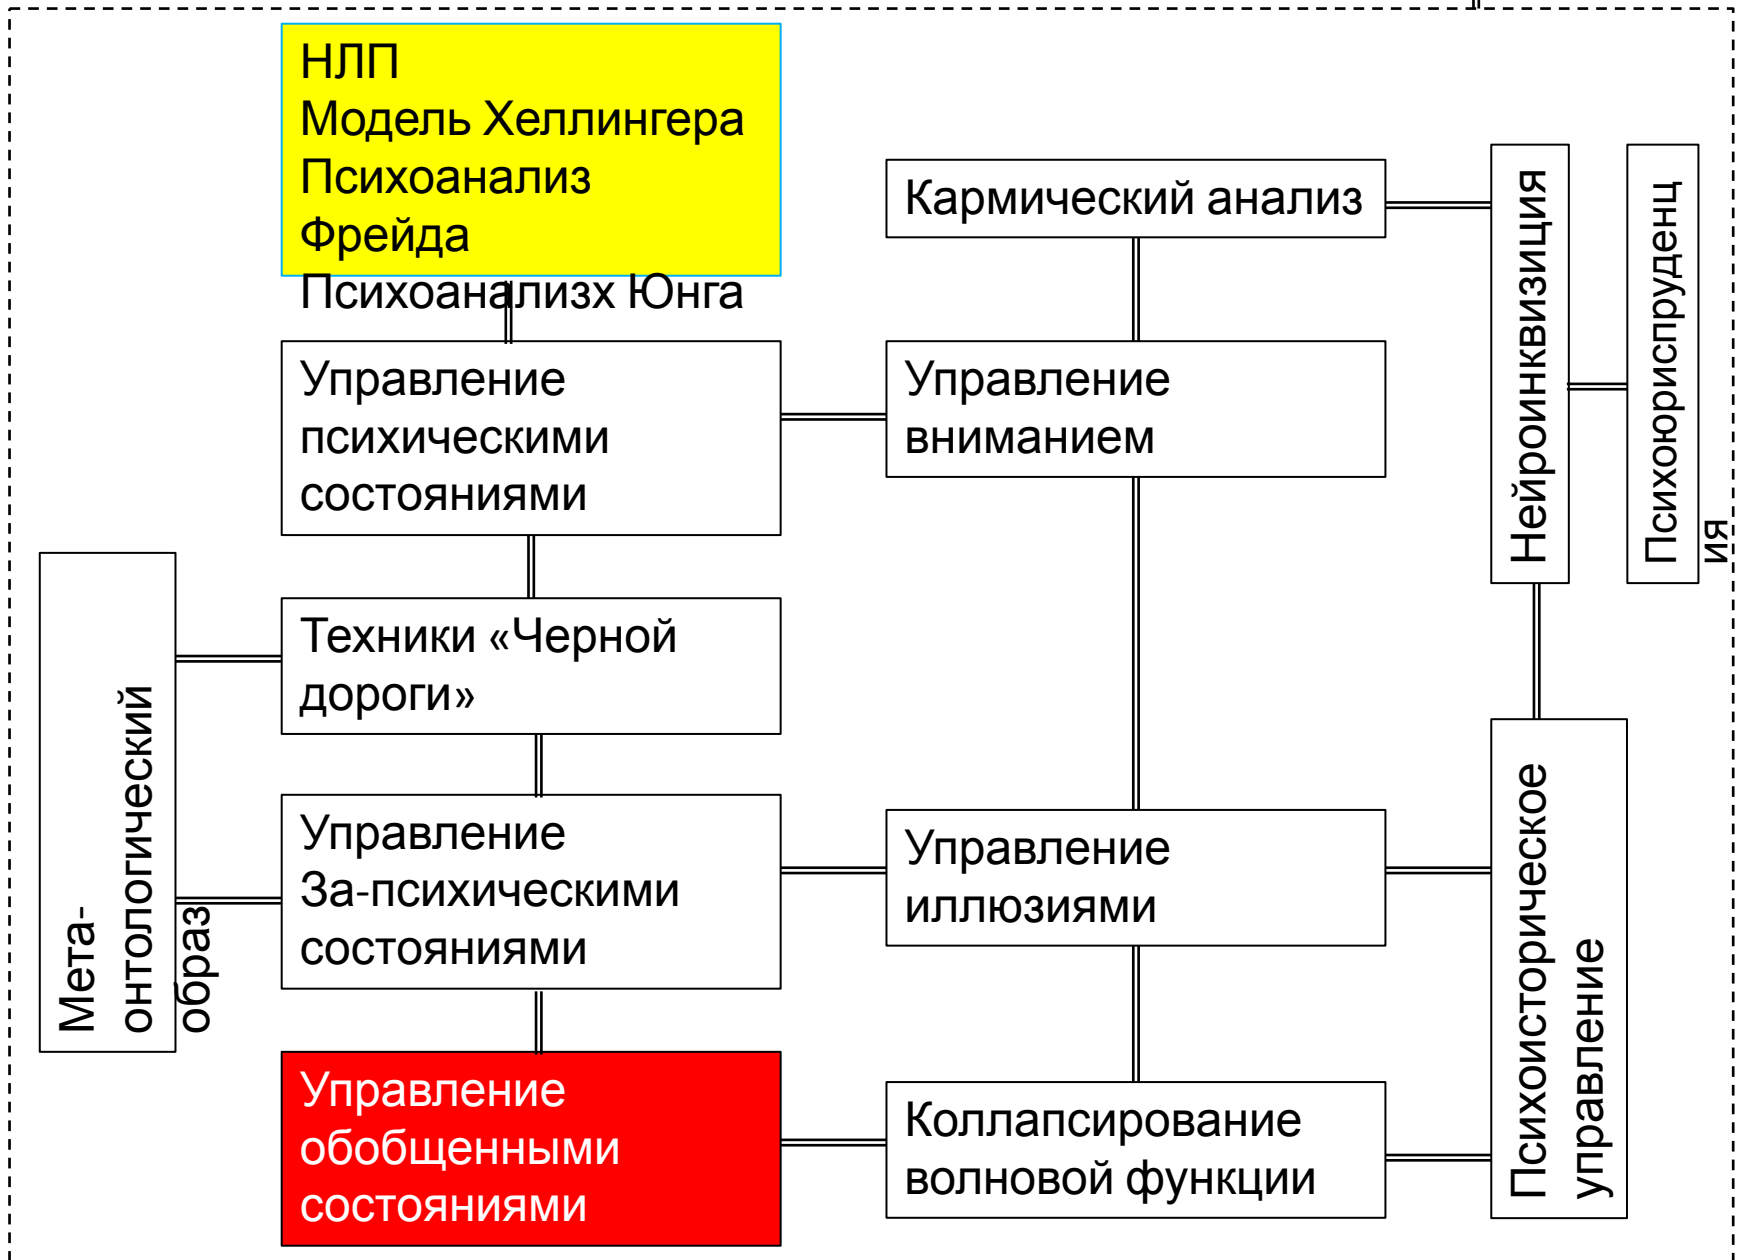 НЛП
Модель Хеллингера
Психоанализ
Фрейда
Психоанализх Юнга
Управление
психическими
состояниями
Техники «Черной
дороги»
Управление
За-психическими
состояниями
Управление
обобщенными
состояниями
Мета-
онтологический
образ
Кармический анализ
Управление
вниманием
Управление
иллюзиями
Коллапсирование
волновой функции
Нейроинквизиция
Психоюриспруденц
ия
Психоисторическое
управление